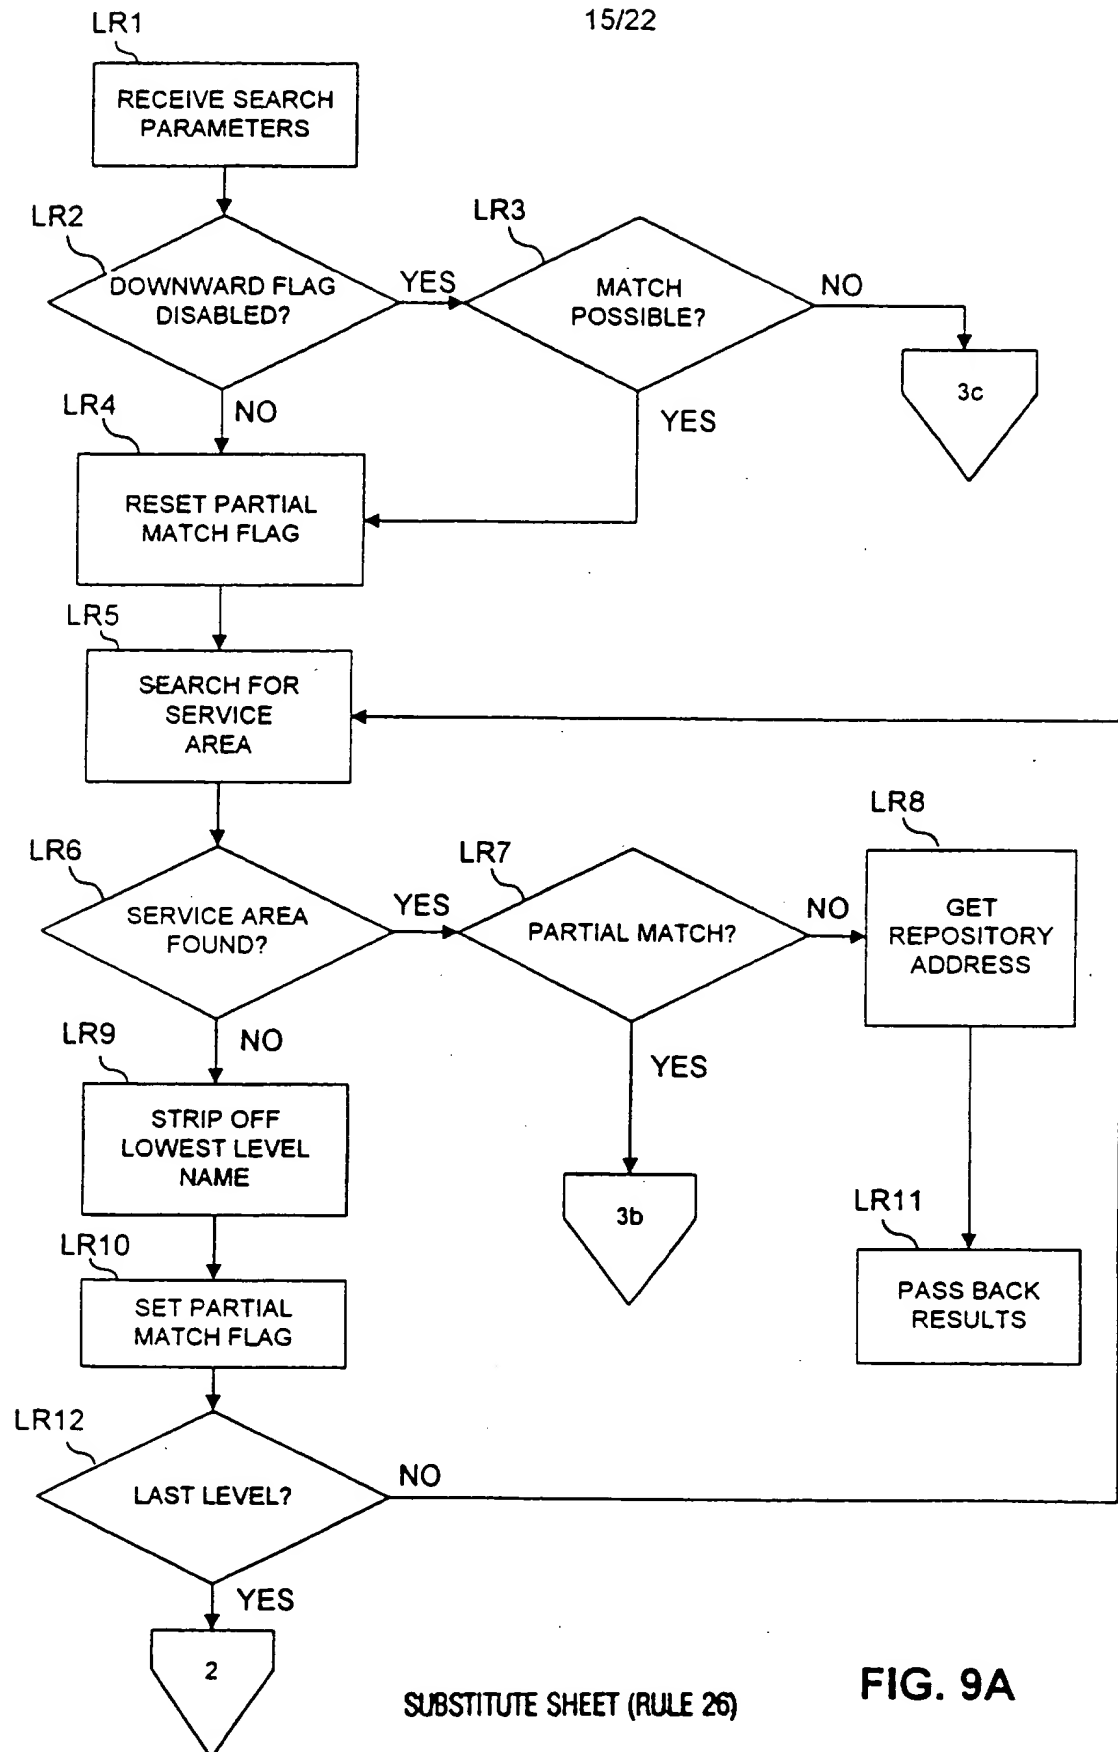 15/22
LR1
RECEIVE SEARCH
PARAMETERS
LR2
DOWNWARD FLAG
DISABLED?
YES
LR3
MATCH
POSSIBLE?
NO
3c
NO
YES
LR4
RESET PARTIAL
MATCH FLAG
LR5
SEARCH FOR
SERVICE
AREA
LR6
SERVICE AREA
FOUND?
YES
LR7
PARTIAL MATCH?
NO
LR8
GET
REPOSITORY
ADDRESS
NO
YES
LR9
STRIP OFF
LOWEST LEVEL
NAME
3b
LR11
PASS BACK
RESULTS
LR10
SET PARTIAL
MATCH FLAG
LR12
LAST LEVEL?
NO
YES
2
SUBSTITUTE SHEET (RULE 26)
FIG. 9A